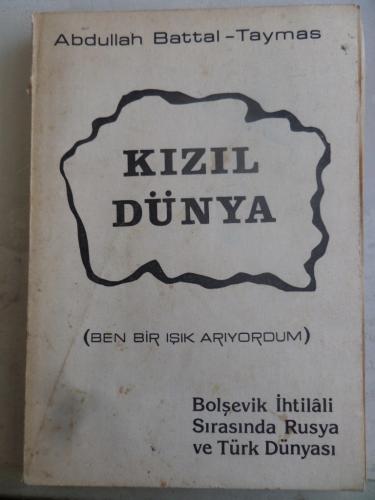 Abdullah Battal-Taymas
KIZIL
DÜNYA
(BEN BİR IŞIK ARIYORDUM)
Bolşevik İhtilâli
Sırasında Rusya
ve Türk Dünyası